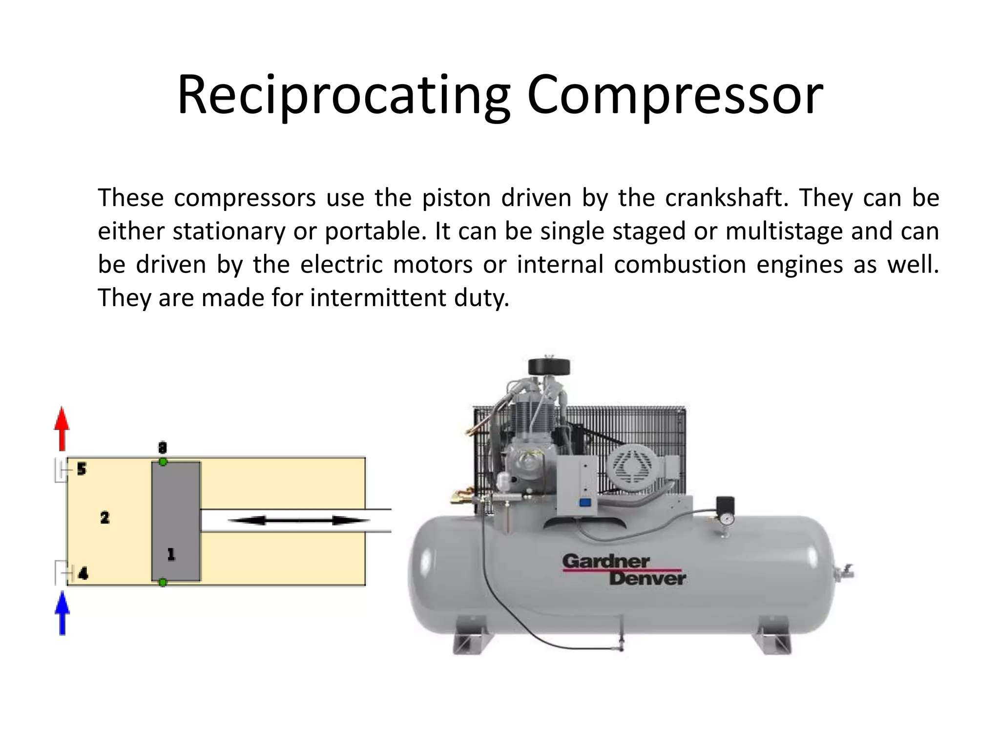 Reciprocating Compressor
These compressors use the piston driven by the crankshaft. They can be
either stationary or portable. It can be single staged or multistage and can
be driven by the electric motors or internal combustion engines as well.
They are made for intermittent duty.
3
5
2
1
4
Gardner
Denver